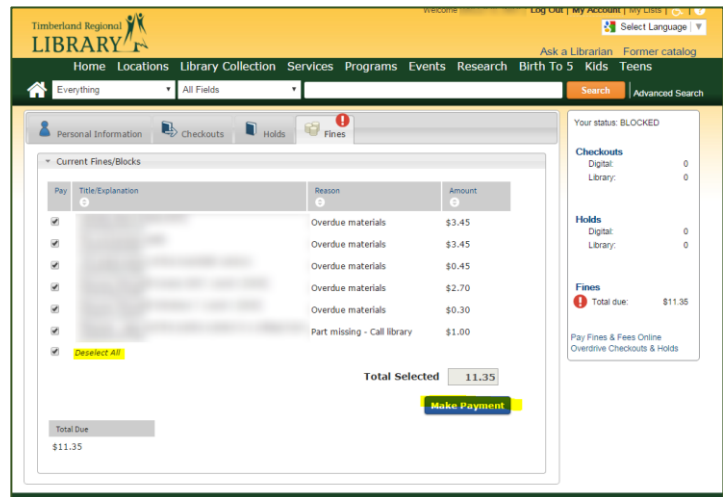 Welcome
Log Out | My Account | My Lists |
Timberland Regional
LIBRARY
Select Language | ▼
Ask a Librarian Former catalog
Home Locations Library Collection Services Programs Events Research Birth To 5 Kids Teens
Everything All Fields Search Advanced Search
Personal Information Checkouts Holds Fines
Current Fines/Blocks
Pay Title/Explanation Reason Amount
Overdue materials $3.45
Overdue materials $3.45
Overdue materials $0.45
Overdue materials $2.70
Overdue materials $0.30
Part missing - Call library $1.00
Deselect All
Total Selected 11.35
Make Payment
Total Due
$11.35
Your status: BLOCKED
Checkouts
Digital: 0
Library: 0
Holds
Digital: 0
Library: 0
Fines
Total due: $11.35
Pay Fines & Fees Online
Overdrive Checkouts & Holds